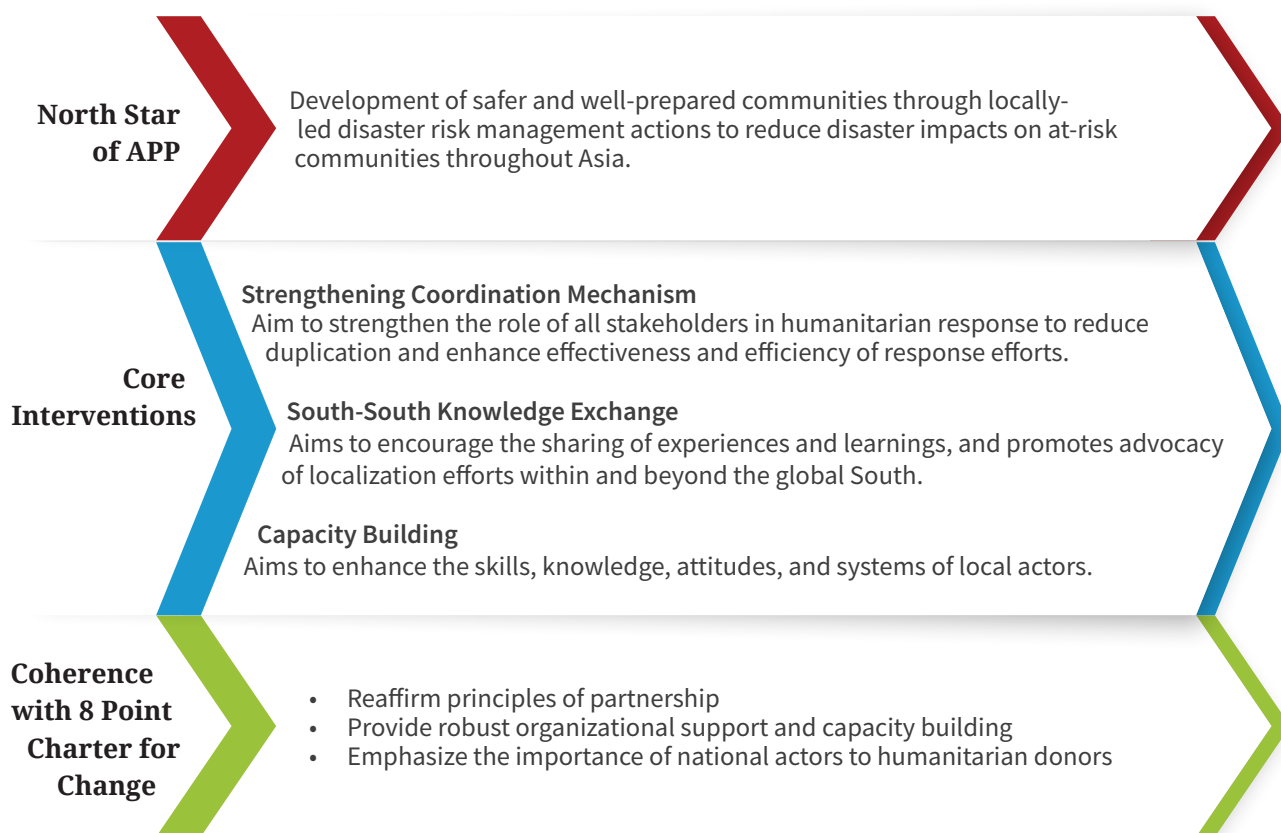 North Star
of APP
Development of safer and well-prepared communities through locally-
led disaster risk management actions to reduce disaster impacts on at-risk
communities throughout Asia.
Core
Interventions
Strengthening Coordination Mechanism
Aim to strengthen the role of all stakeholders in humanitarian response to reduce
duplication and enhance effectiveness and efficiency of response efforts.
South-South Knowledge Exchange
Aims to encourage the sharing of experiences and learnings, and promotes advocacy
of localization efforts within and beyond the global South.
Capacity Building
Aims to enhance the skills, knowledge, attitudes, and systems of local actors.
Coherence
with 8 Point
Charter for
Change
• Reaffirm principles of partnership
• Provide robust organizational support and capacity building
• Emphasize the importance of national actors to humanitarian donors